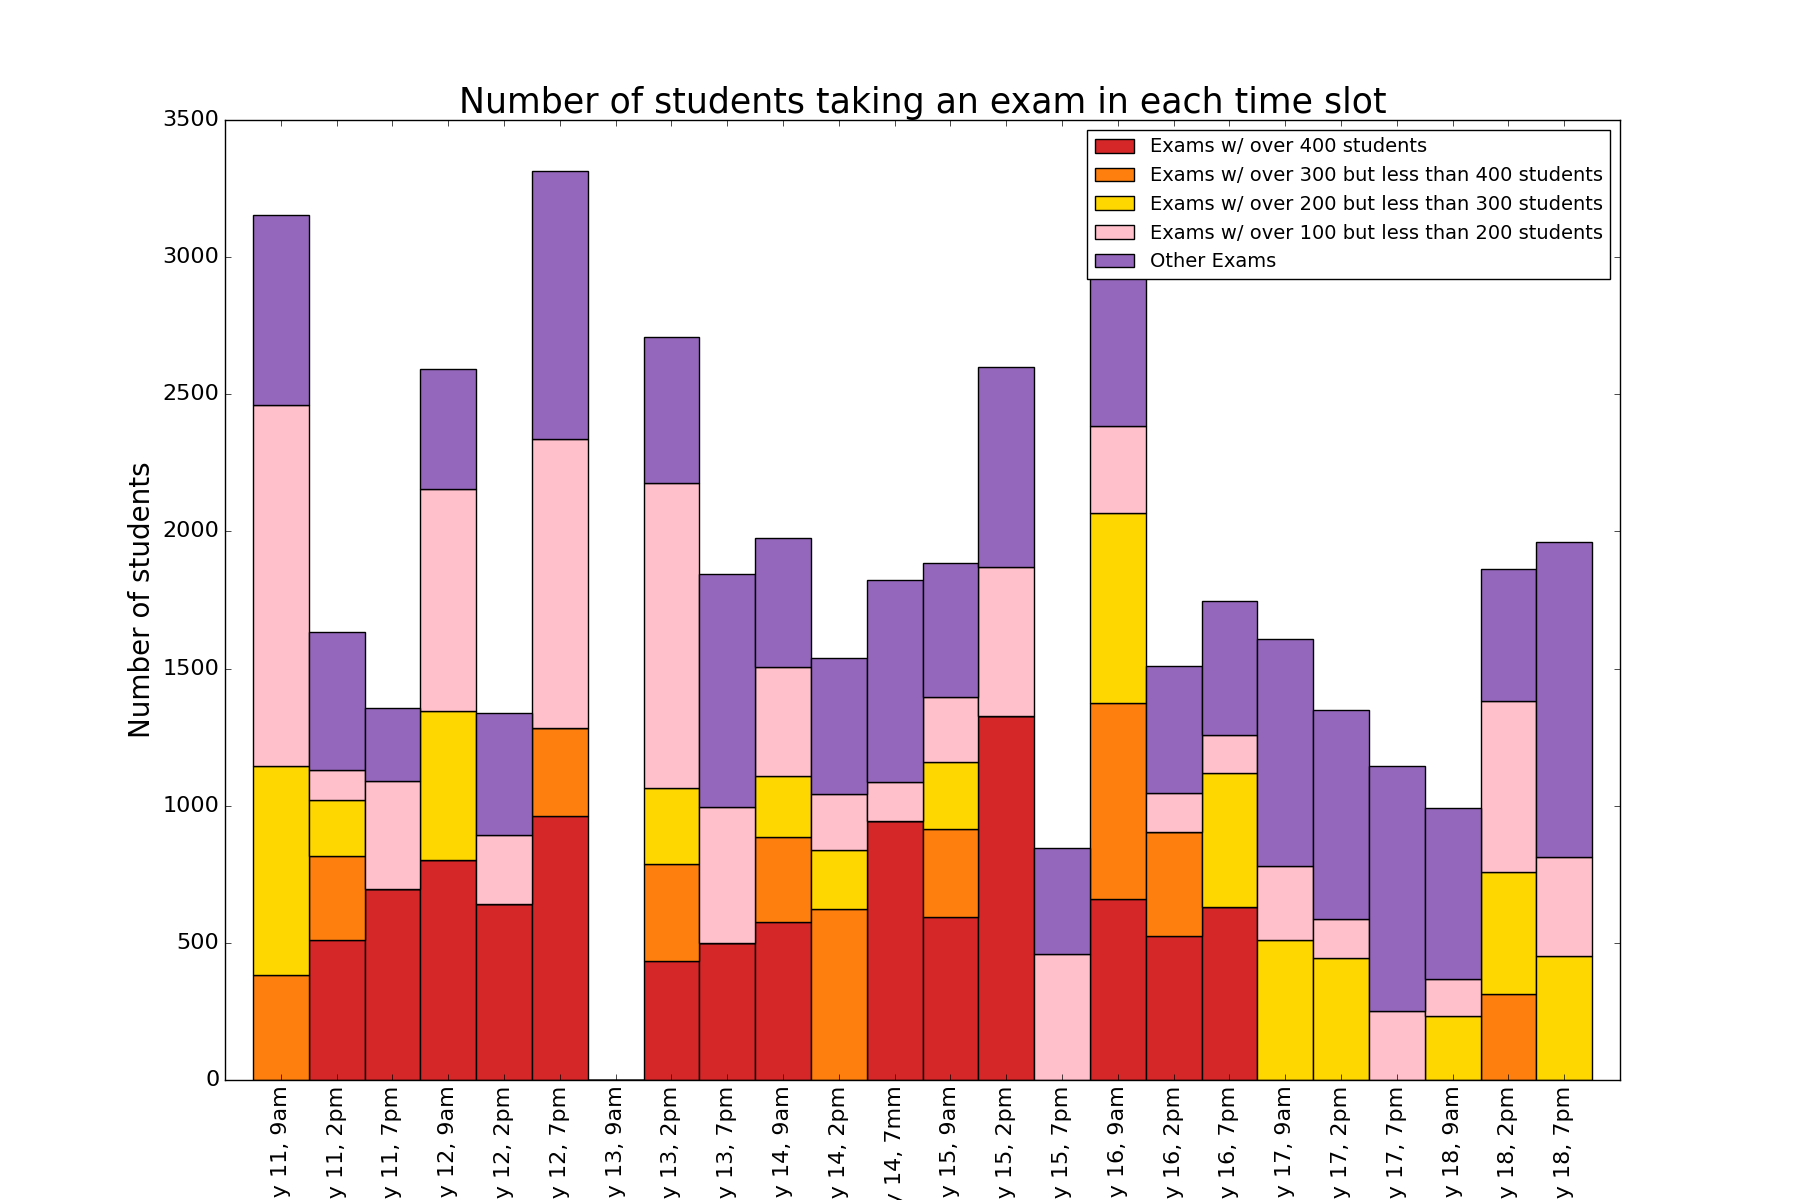 Number of students taking an exam in each time slot
Exams w/ over 400 students
Exams w/ over 300 but less than 400 students
Exams w/ over 200 but less than 300 students
Exams w/ over 100 but less than 200 students
Other Exams
Number of students
3500
3000
2500
2000
1500
1000
500
0
y 11, 9am
y 11, 2pm
y 11, 7pm
y 12, 9am
y 12, 2pm
y 12, 7pm
y 13, 9am
y 13, 2pm
y 13, 7pm
y 14, 9am
y 14, 2pm
y 14, 7mm
y 15, 9am
y 15, 2pm
y 15, 7pm
y 16, 9am
y 16, 2pm
y 16, 7pm
y 17, 9am
y 17, 2pm
y 17, 7pm
y 18, 9am
y 18, 2pm
y 18, 7pm